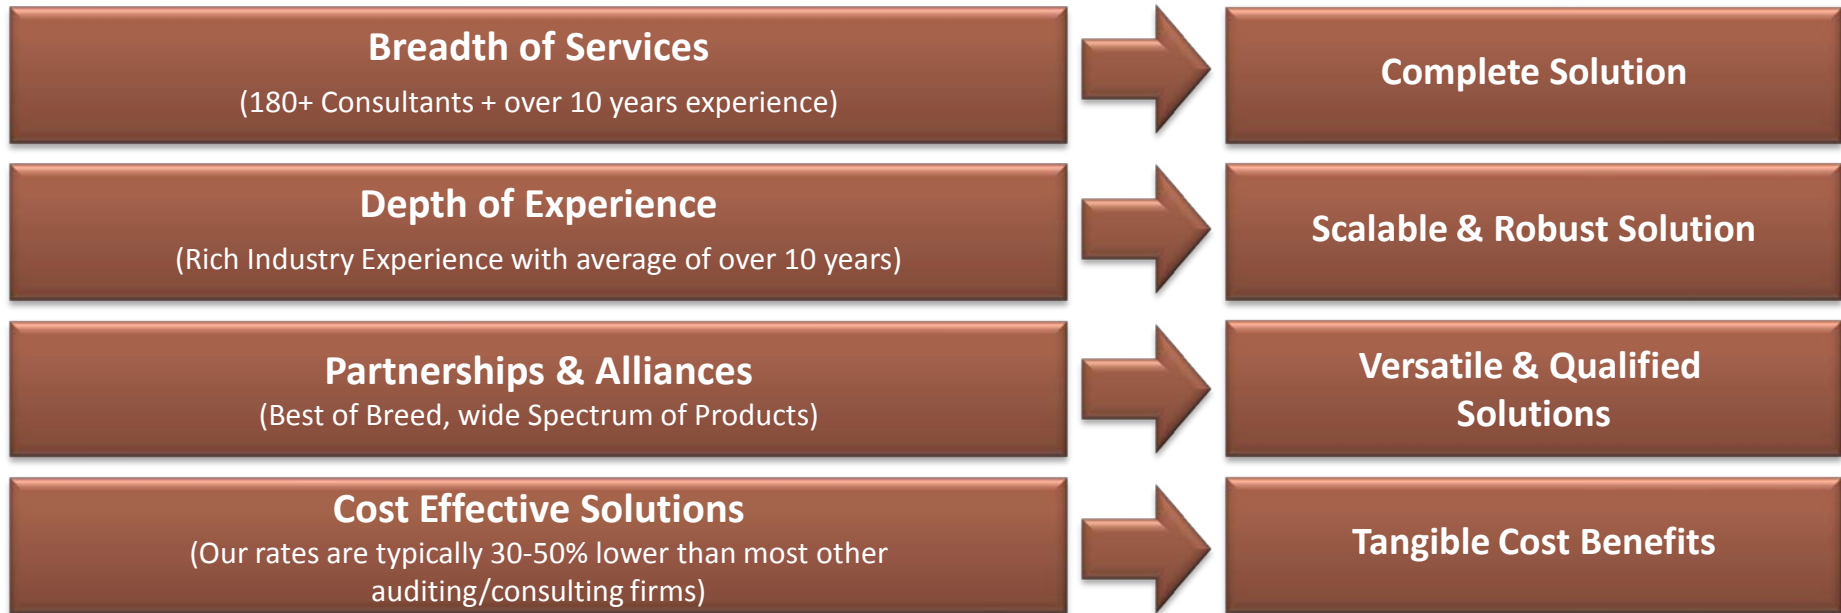 Breadth of Services
(180+ Consultants + over 10 years experience)
Complete Solution
Depth of Experience
(Rich Industry Experience with average of over 10 years)
Scalable & Robust Solution
Partnerships & Alliances
(Best of Breed, wide Spectrum of Products)
Versatile & Qualified
Solutions
Cost Effective Solutions
(Our rates are typically 30-50% lower than most other
auditing/consulting firms)
Tangible Cost Benefits